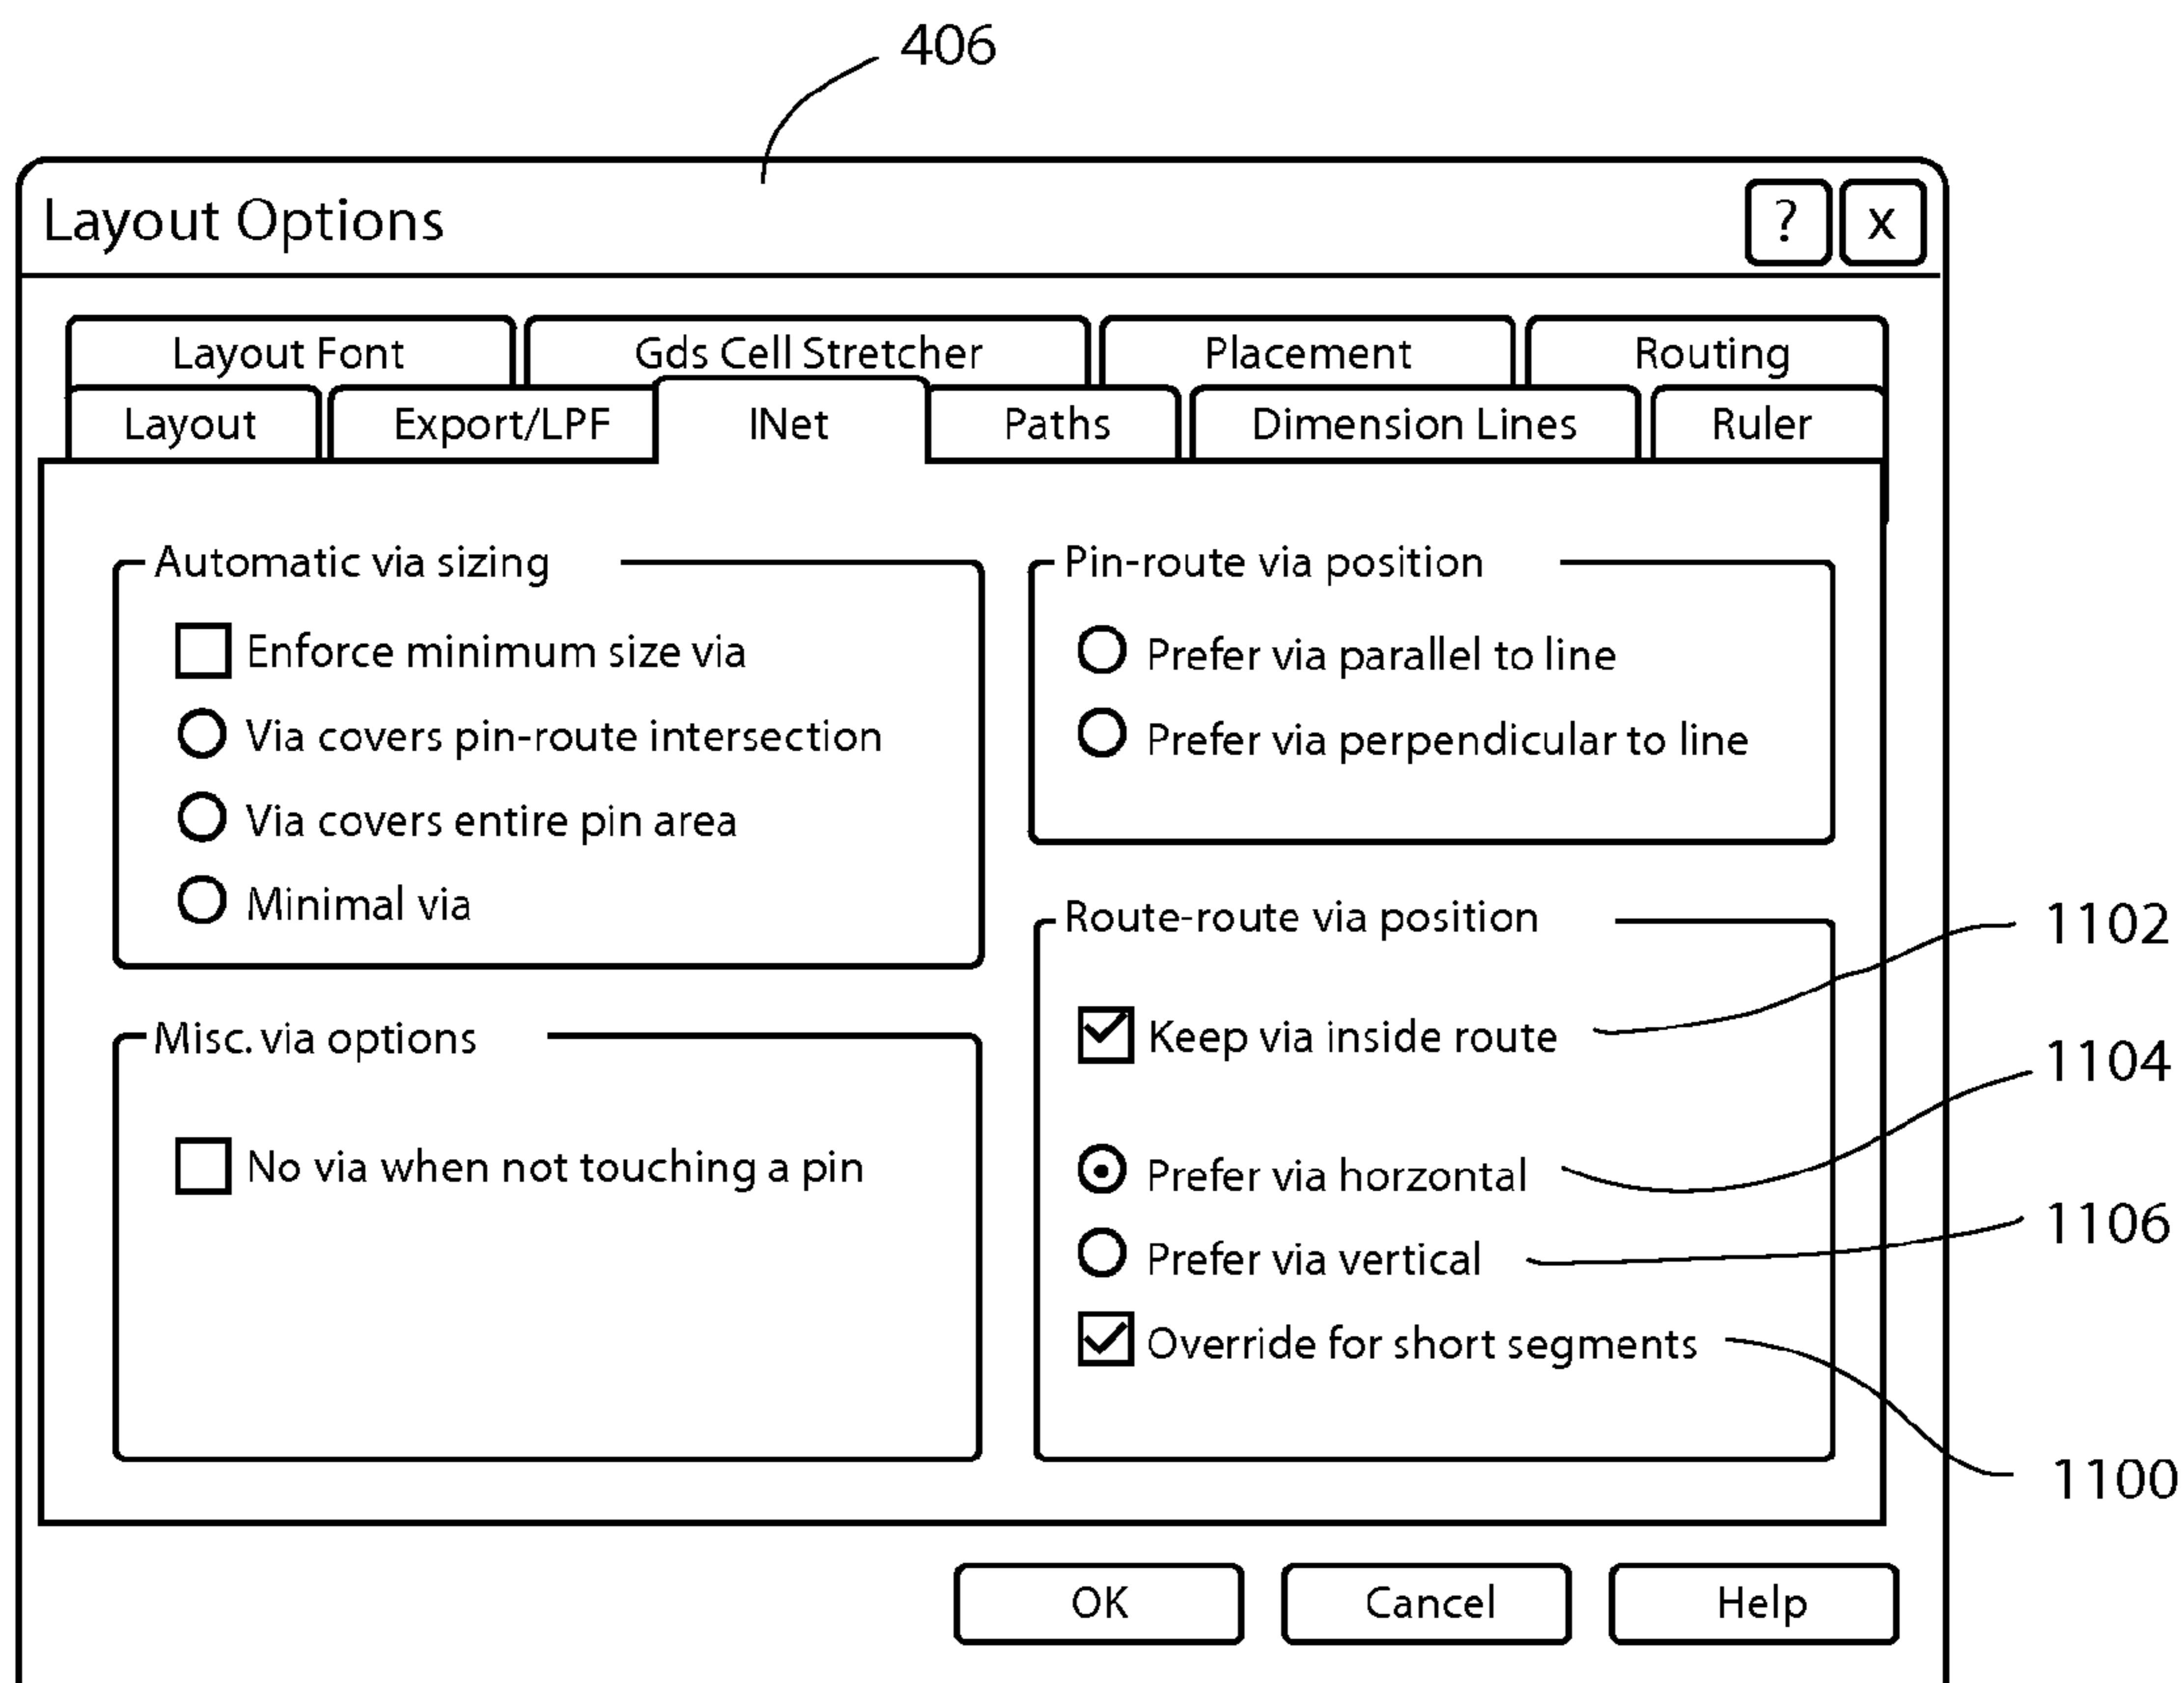 406
Layout Options ? X
Layout Font Gds Cell Stretcher Placement Routing
Layout Export/LPF INet Paths Dimension Lines Ruler
Automatic via sizing
Enforce minimum size via
Via covers pin-route intersection
Via covers entire pin area
Minimal via
Pin-route via position
Prefer via parallel to line
Prefer via perpendicular to line
Misc. via options
No via when not touching a pin
Route-route via position
Keep via inside route 1102
Prefer via horzontal 1104
Prefer via vertical 1106
Override for short segments 1100
OK Cancel Help